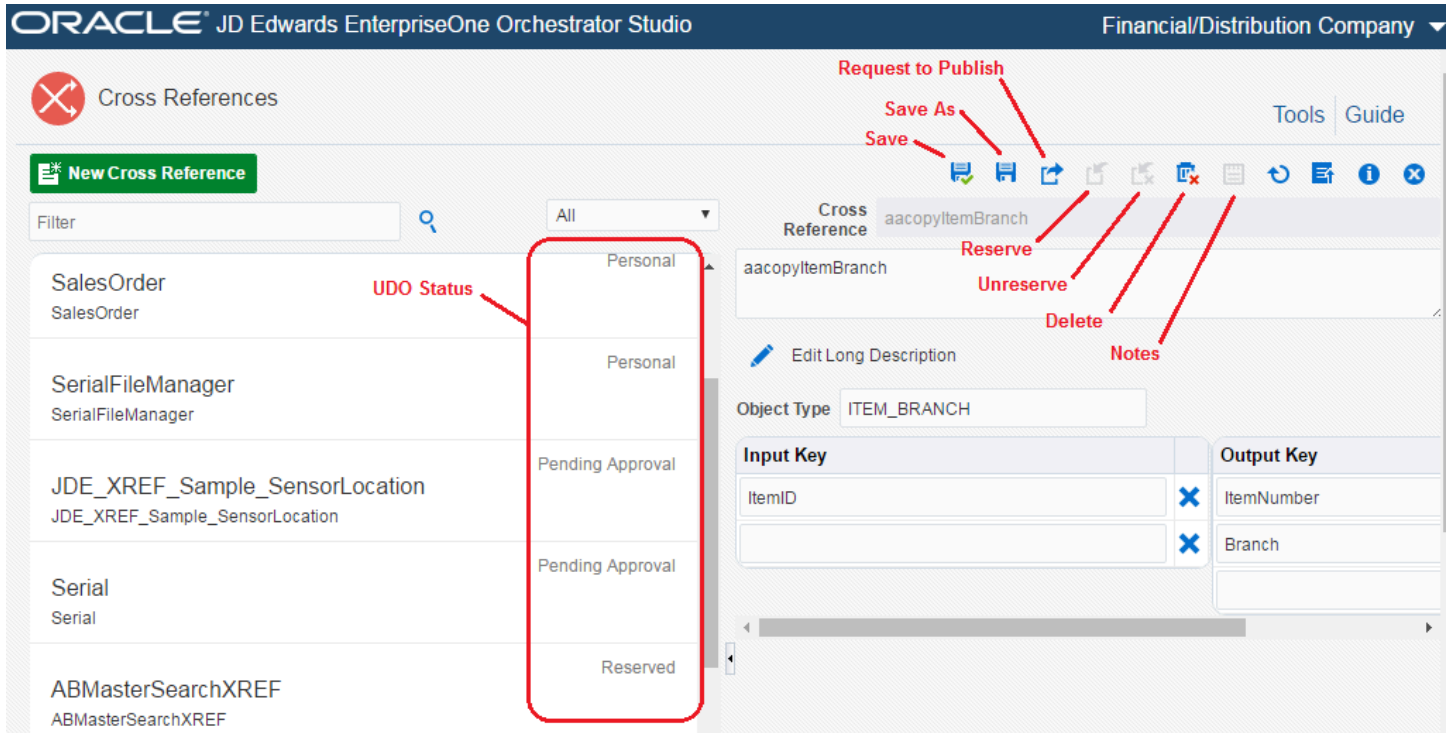 ORACLE® JD Edwards EnterpriseOne Orchestrator Studio
Financial/Distribution Company
Cross References
Request to Publish
Save As
Save
Tools
Guide
New Cross Reference
Filter
All
Cross
Reference
aacopyItemBranch
Reserve
Unreserve
Delete
Notes
UDO Status
SalesOrder
SalesOrder
Personal
SerialFileManager
SerialFileManager
Personal
JDE_XREF_Sample_SensorLocation
JDE_XREF_Sample_SensorLocation
Pending Approval
Serial
Serial
Pending Approval
ABMasterSearchXREF
ABMasterSearchXREF
Reserved
aacopyItemBranch
Edit Long Description
Object Type
ITEM_BRANCH
Input Key
Output Key
ItemID
ItemNumber
Branch